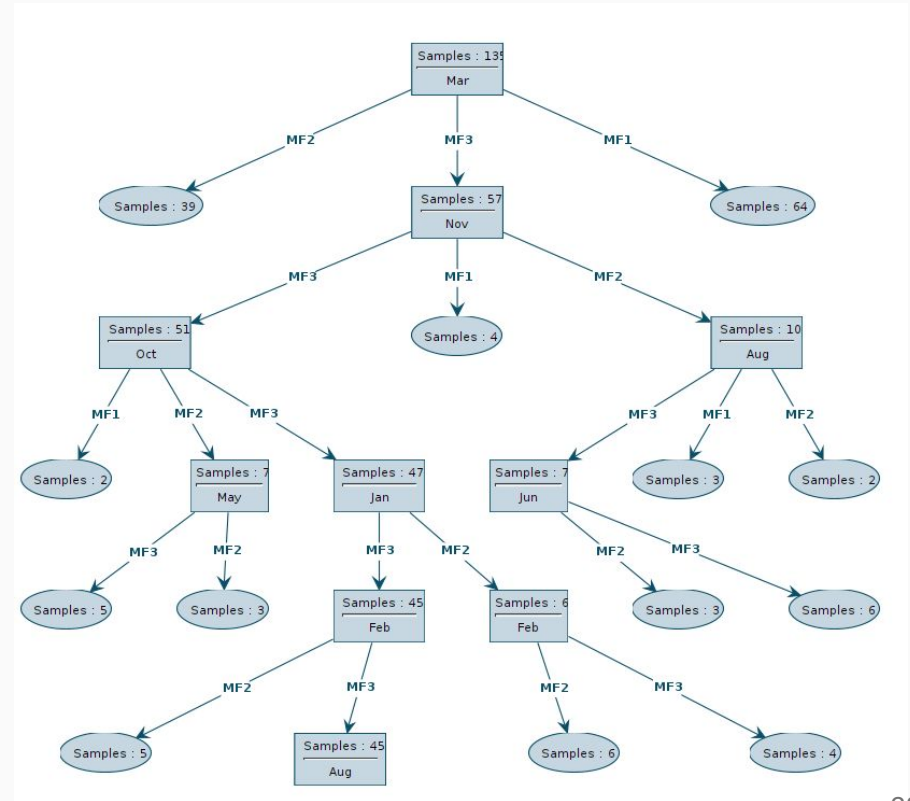 Samples : 135
Mar
MF2
MF3
MF1
Samples : 39
Samples : 57
Nov
Samples : 64
MF3
MF1
MF2
Samples : 51
Oct
Samples : 4
Samples : 10
Aug
MF1
MF2
MF3
MF3
MF1
MF2
Samples : 2
Samples : 7
May
Samples : 47
Jan
Samples : 7
Jun
Samples : 3
Samples : 2
MF3
MF2
MF3
MF2
MF2
MF3
Samples : 5
Samples : 3
Samples : 45
Feb
Samples : 6
Feb
Samples : 3
Samples : 6
MF2
MF3
MF2
MF3
Samples : 5
Samples : 45
Aug
Samples : 6
Samples : 4